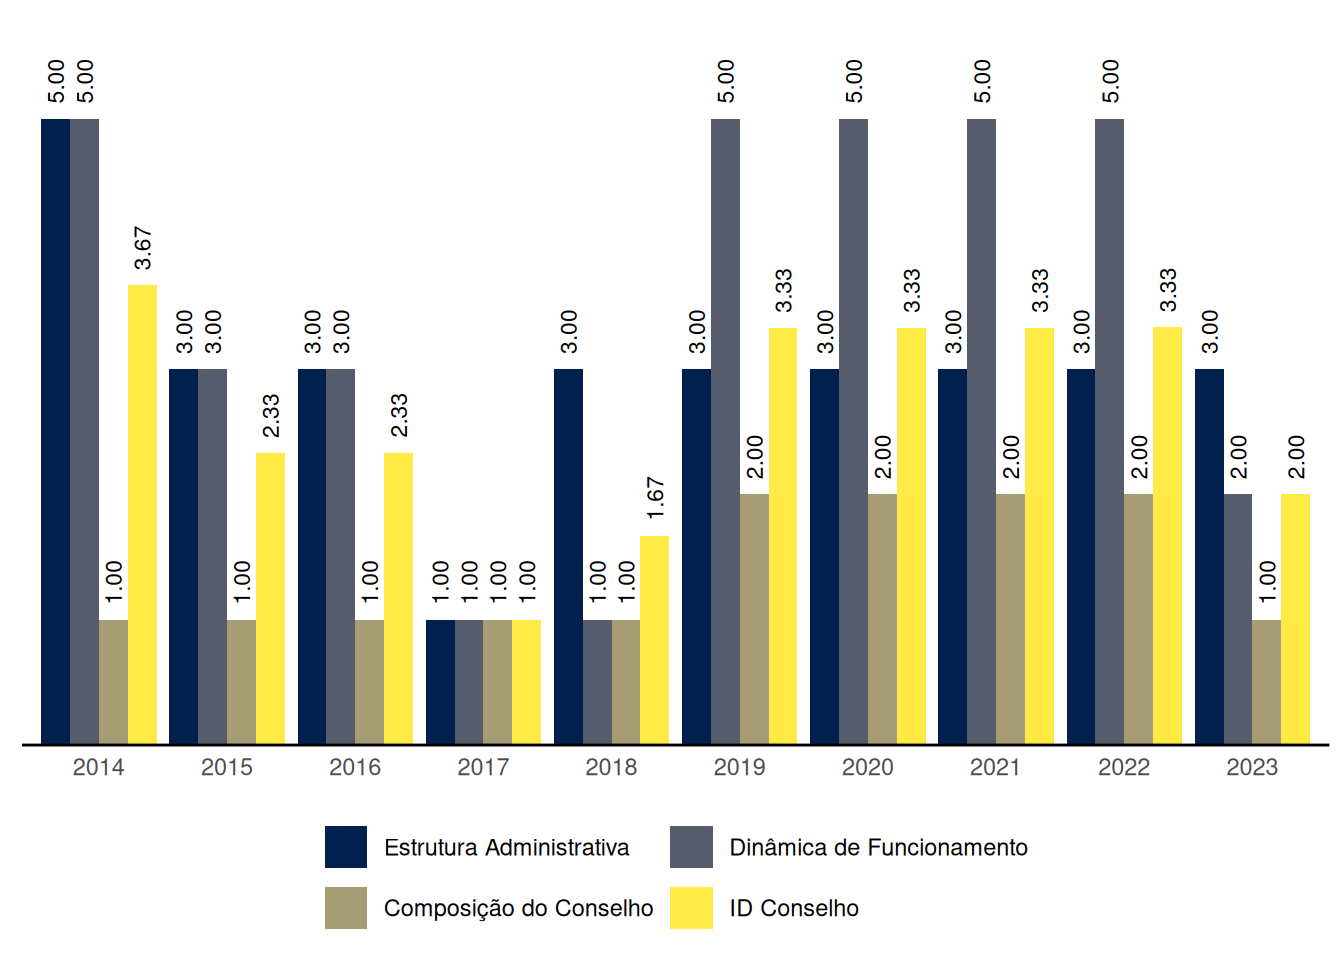 5.00 5.00 1.00 3.67 3.00 3.00 1.00 2.33 3.00 3.00 1.00 2.33 1.00 1.00 1.00 1.00 3.00 1.00 1.00 1.67 3.00 5.00 2.00 3.33 3.00 5.00 2.00 3.33 3.00 5.00 2.00 3.33 3.00 5.00 2.00 3.33 3.00 2.00 1.00 2.00
2014 2015 2016 2017 2018 2019 2020 2021 2022 2023
Estrutura Administrativa Dinâmica de Funcionamento
Composição do Conselho ID Conselho